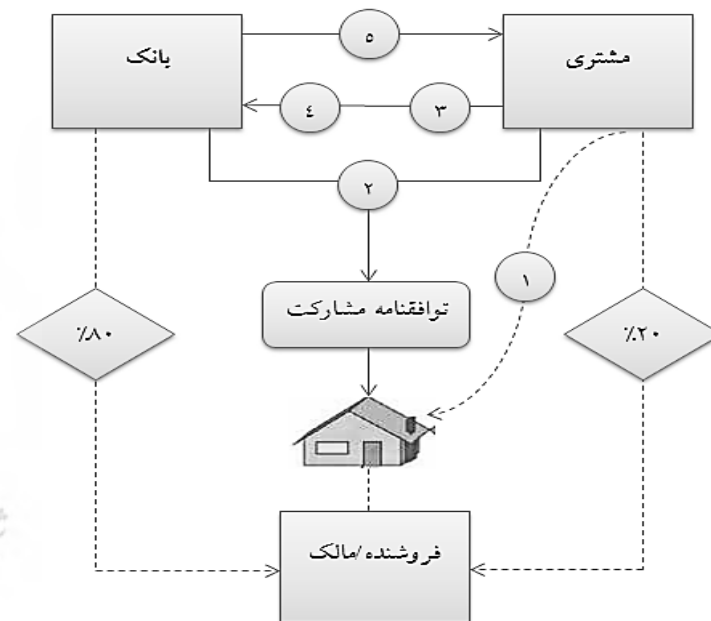 بانک
۵
مشتری
۴
۳
۲
۱
توافقنامه مشارکت
٪۸۰
٪۲۰
فروشنده/مالک